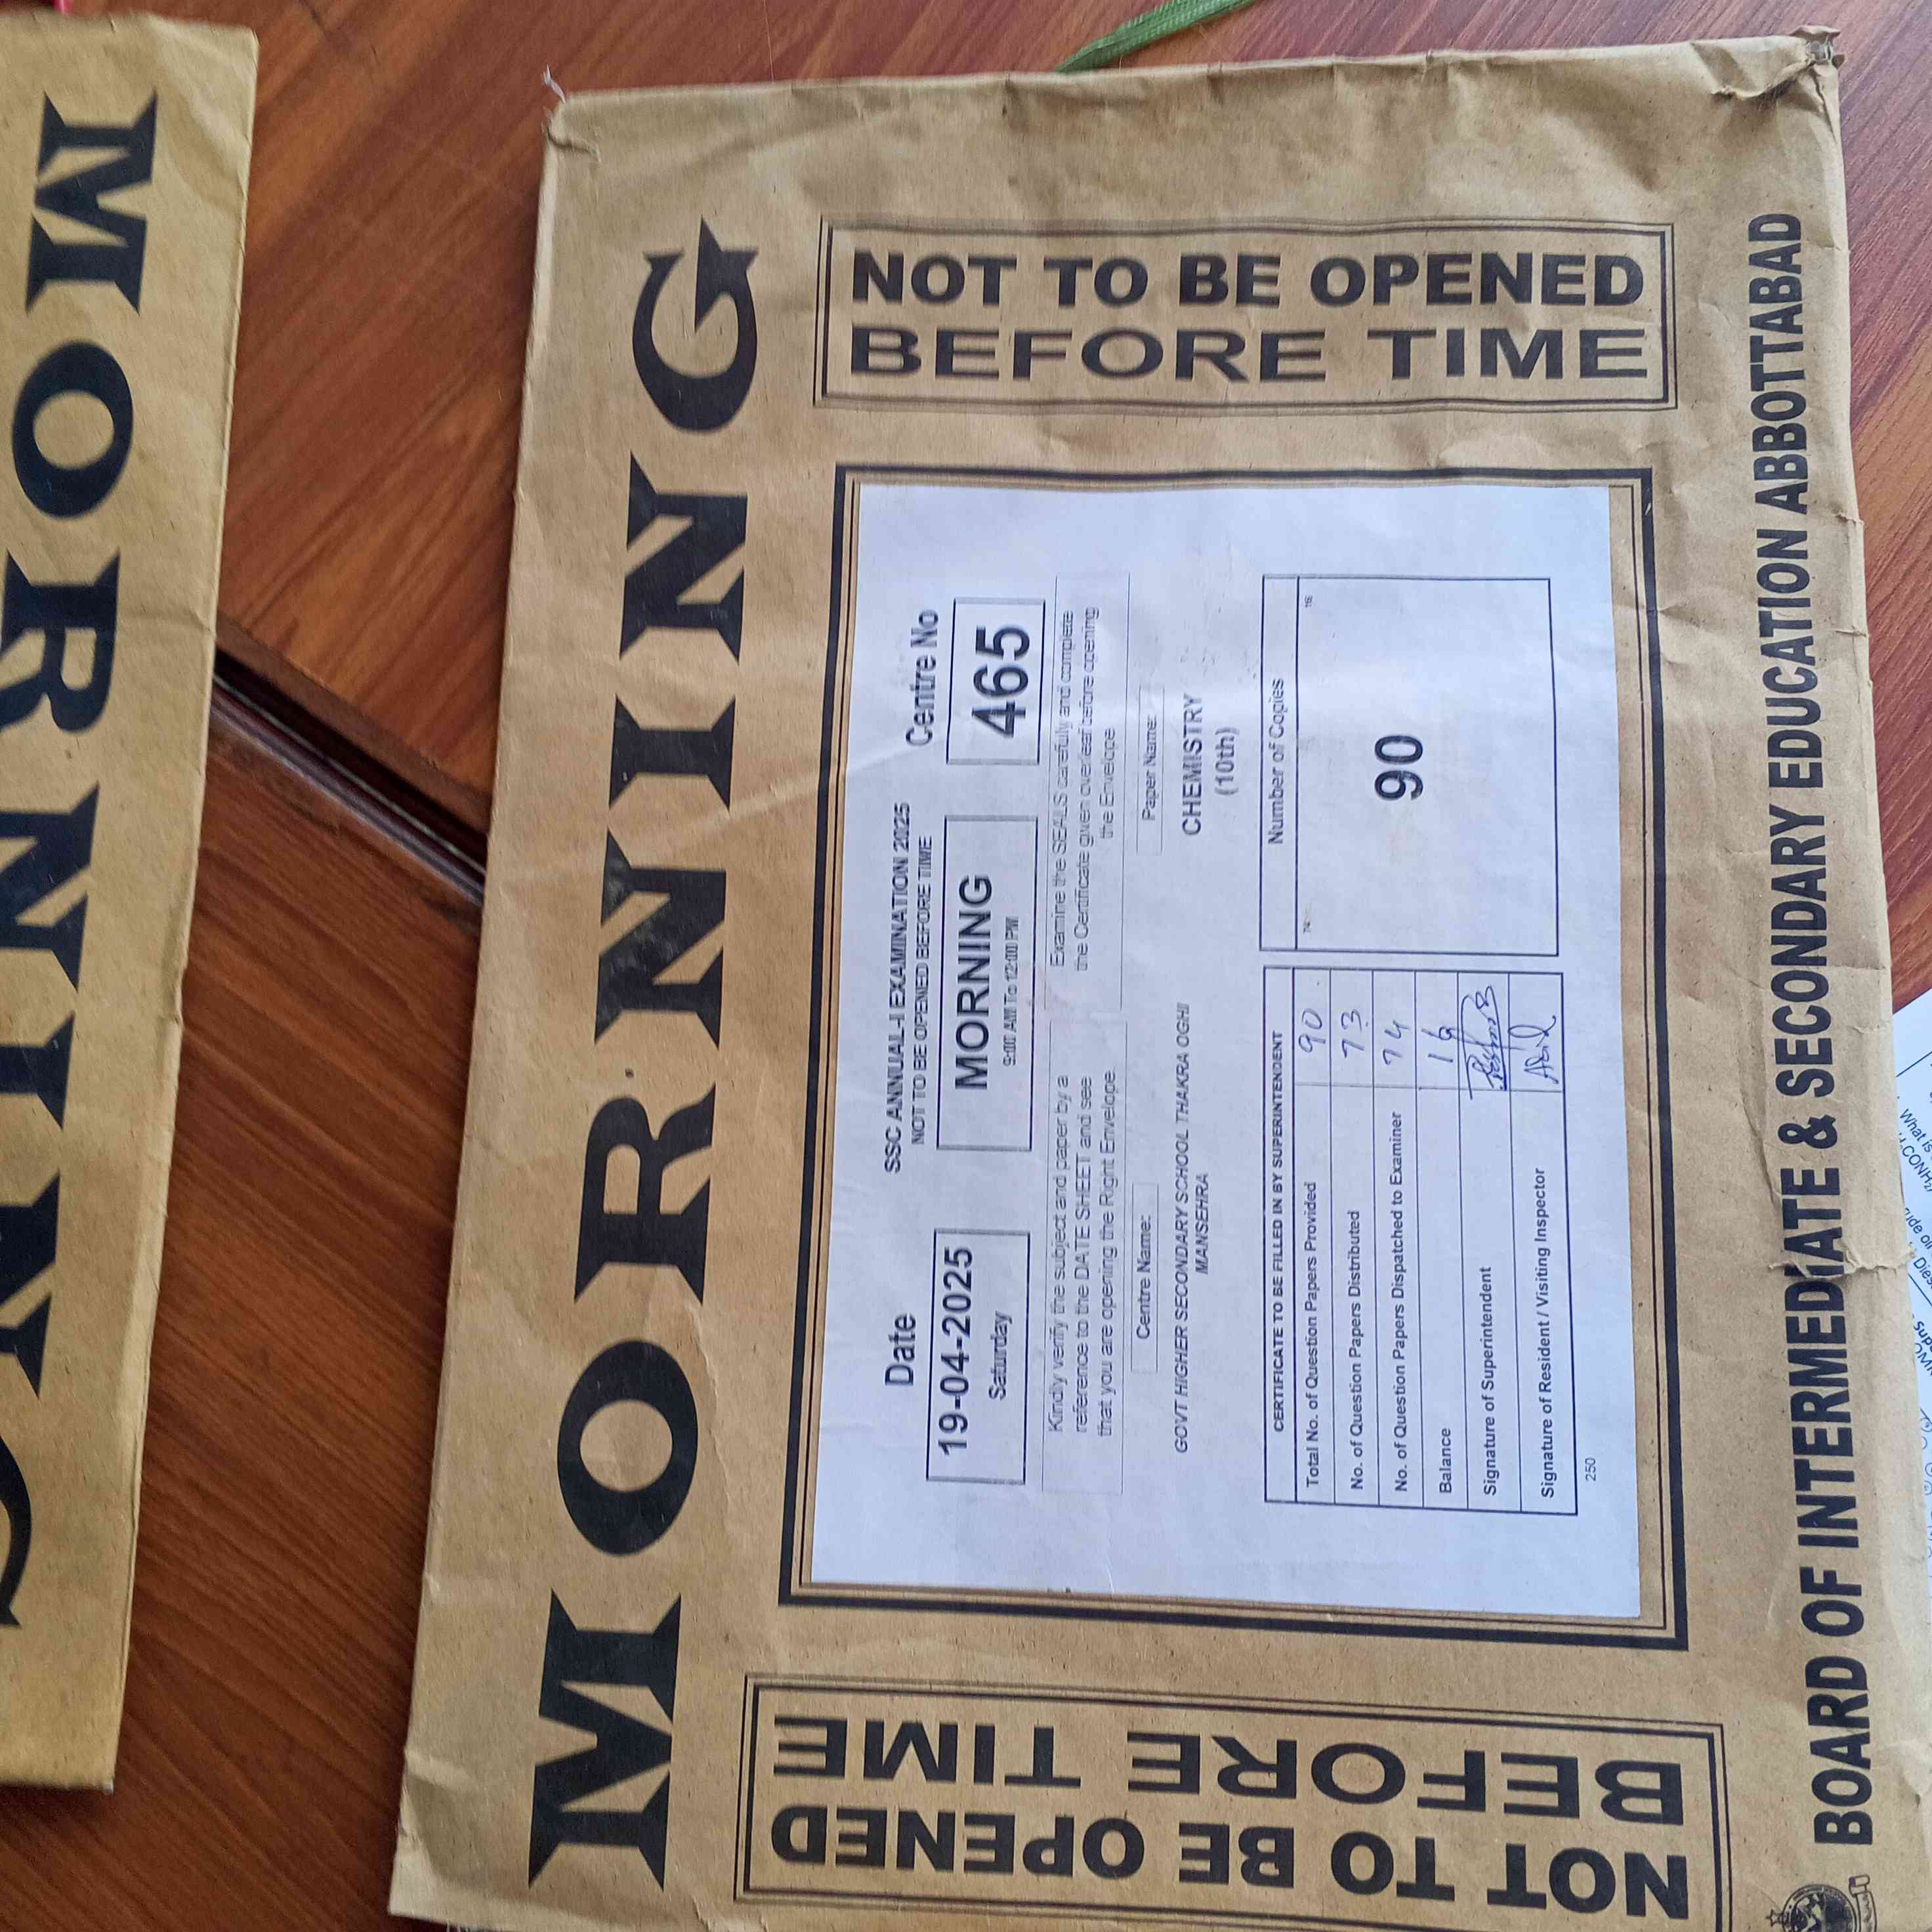 MORNING
MORNING
NOT TO BE OPENED
BEFORE TIME
NOT TO BE OPENED
BEFORE TIME
Date
SSC ANNUAL-I EXAMINATION 2025
NOT TO BE OPENED BEFORE TIME
Centre No
19-04-2025
Saturday
MORNING
9:00 AM To 12:00 PM
465
Kindly verify the subject and paper by a
reference to the DATE SHEET and see
that you are opening the Right Envelope.
Examine the SEALS carefully and complete
the Certificate given overleaf before opening
the Envelope
Centre Name:
Paper Name:
GOVT HIGHER SECONDARY SCHOOL THAKRA OGHI
MANSEHRA
CHEMISTRY
(10th)
CERTIFICATE TO BE FILLED IN BY SUPERINTENDENT
Total No. of Question Papers Provided 90
No. of Question Papers Distributed 73
No. of Question Papers Dispatched to Examiner 74
Balance 16
Signature of Superintendent
Signature of Resident / Visiting Inspector
Number of Copies
74
16
90
250
BOARD OF INTERMEDIATE & SECONDARY EDUCATION ABBOTTABAD
What is